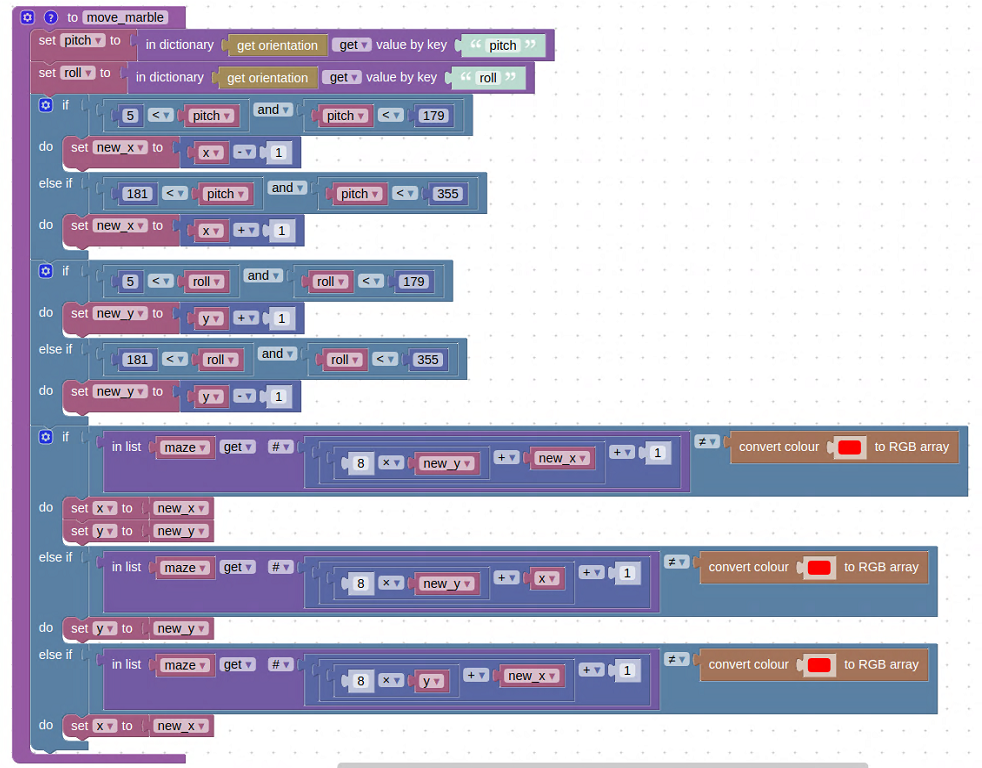 to move_marble
set pitch to in dictionary get orientation get value by key “ pitch ”
set roll to in dictionary get orientation get value by key “ roll ”
if 5 < pitch and pitch < 179
do set new_x to x - 1
else if 181 < pitch and pitch < 355
do set new_x to x + 1
if 5 < roll and roll < 179
do set new_y to y + 1
else if 181 < roll and roll < 355
do set new_y to y - 1
if in list maze get # 8 × new_y + new_x + 1 ≠ convert colour to RGB array
do set x to new_x
set y to new_y
else if in list maze get # 8 × new_y + x + 1 ≠ convert colour to RGB array
do set y to new_y
else if in list maze get # 8 × y + new_x + 1 ≠ convert colour to RGB array
do set x to new_x